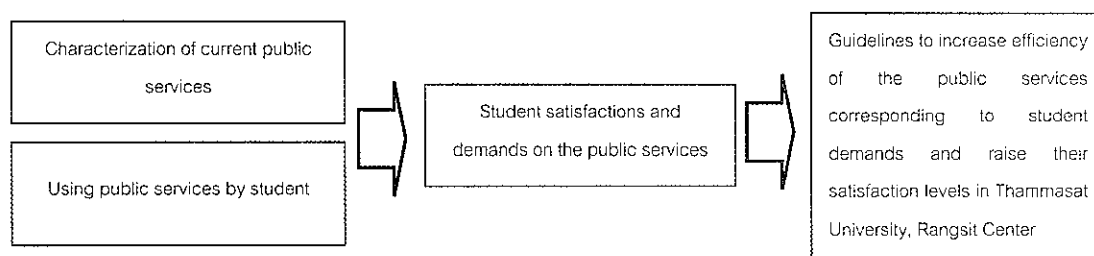 Characterization of current public
services
Using public services by student
Student satisfactions and
demands on the public services
Guidelines to increase efficiency
of the public services
corresponding to student
demands and raise their
satisfaction levels in Thammasat
University, Rangsit Center